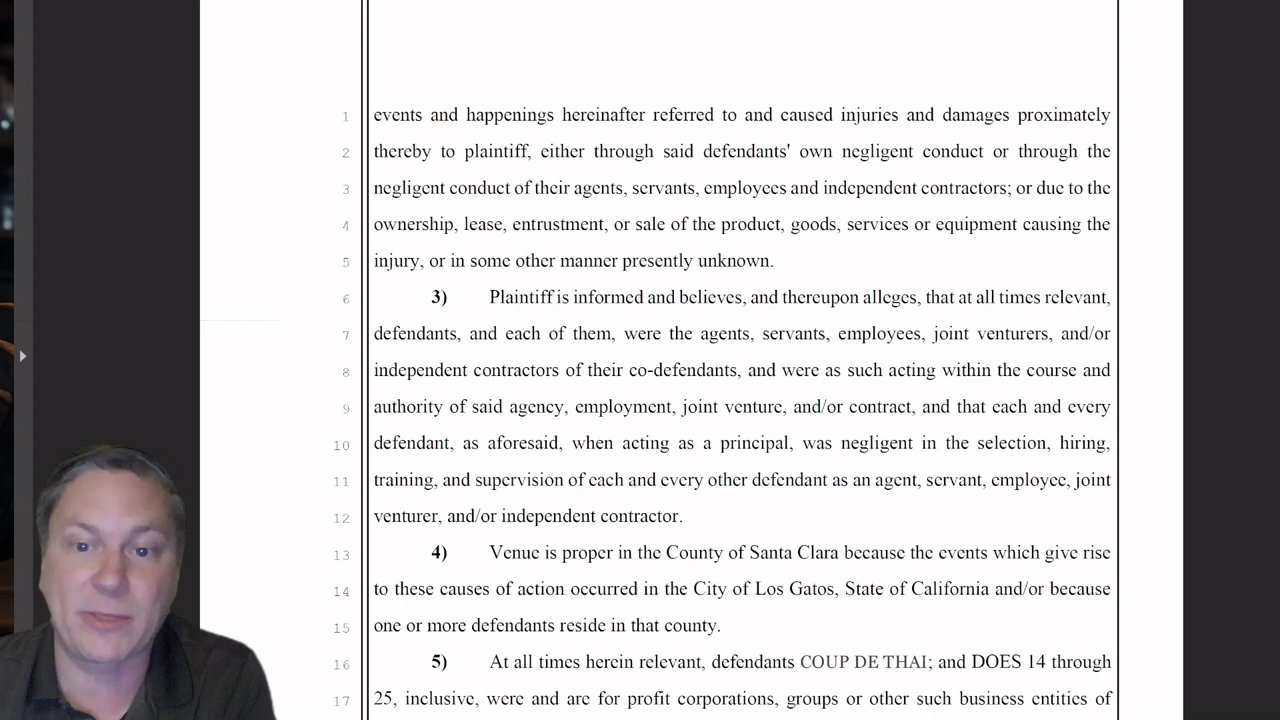 1 events and happenings hereinafter referred to and caused injuries and damages proximately
2 thereby to plaintiff, either through said defendants' own negligent conduct or through the
3 negligent conduct of their agents, servants, employees and independent contractors; or due to the
4 ownership, lease, entrustment, or sale of the product, goods, services or equipment causing the
5 injury, or in some other manner presently unknown.
6 3) Plaintiff is informed and believes, and thereupon alleges, that at all times relevant,
7 defendants, and each of them, were the agents, servants, employees, joint venturers, and/or
8 independent contractors of their co-defendants, and were as such acting within the course and
9 authority of said agency, employment, joint venture, and/or contract, and that each and every
10 defendant, as aforesaid, when acting as a principal, was negligent in the selection, hiring,
11 training, and supervision of each and every other defendant as an agent, servant, employee, joint
12 venturer, and/or independent contractor.
13 4) Venue is proper in the County of Santa Clara because the events which give rise
14 to these causes of action occurred in the City of Los Gatos, State of California and/or because
15 one or more defendants reside in that county.
16 5) At all times herein relevant, defendants COUP DE THAI; and DOES 14 through
17 25, inclusive, were and are for profit corporations, groups or other such business entities of